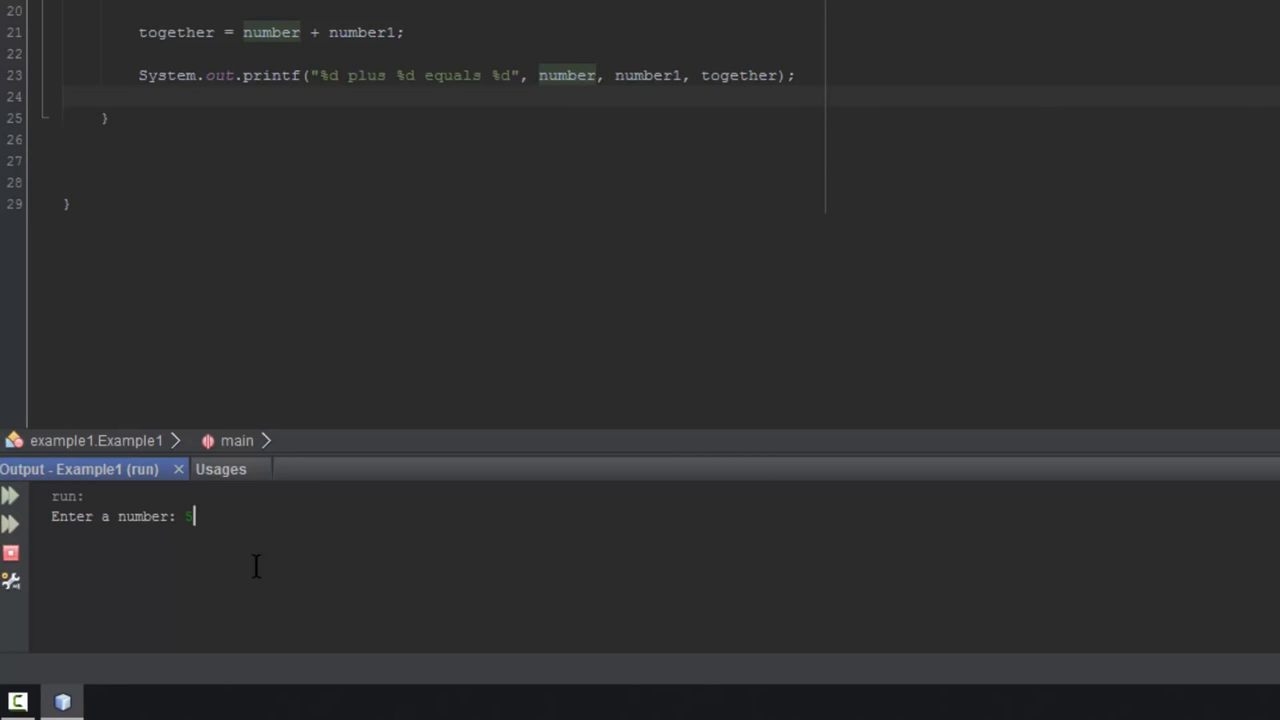 20
21 together = number + number1;
22
23 System.out.printf("%d plus %d equals %d", number, number1, together);
24
25 }
26
27
28
29 }
example1.Example1 main
Output - Example1 (run) × Usages
run:
Enter a number: 5